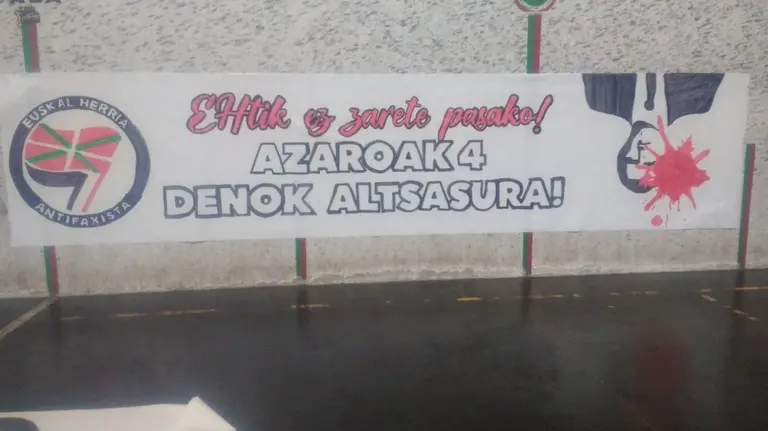 EUSKAL HERRIA
ANTIFAXISTA
EHtik ez zarete pasako!
AZAROAK 4
DENOK ALTSASURA!